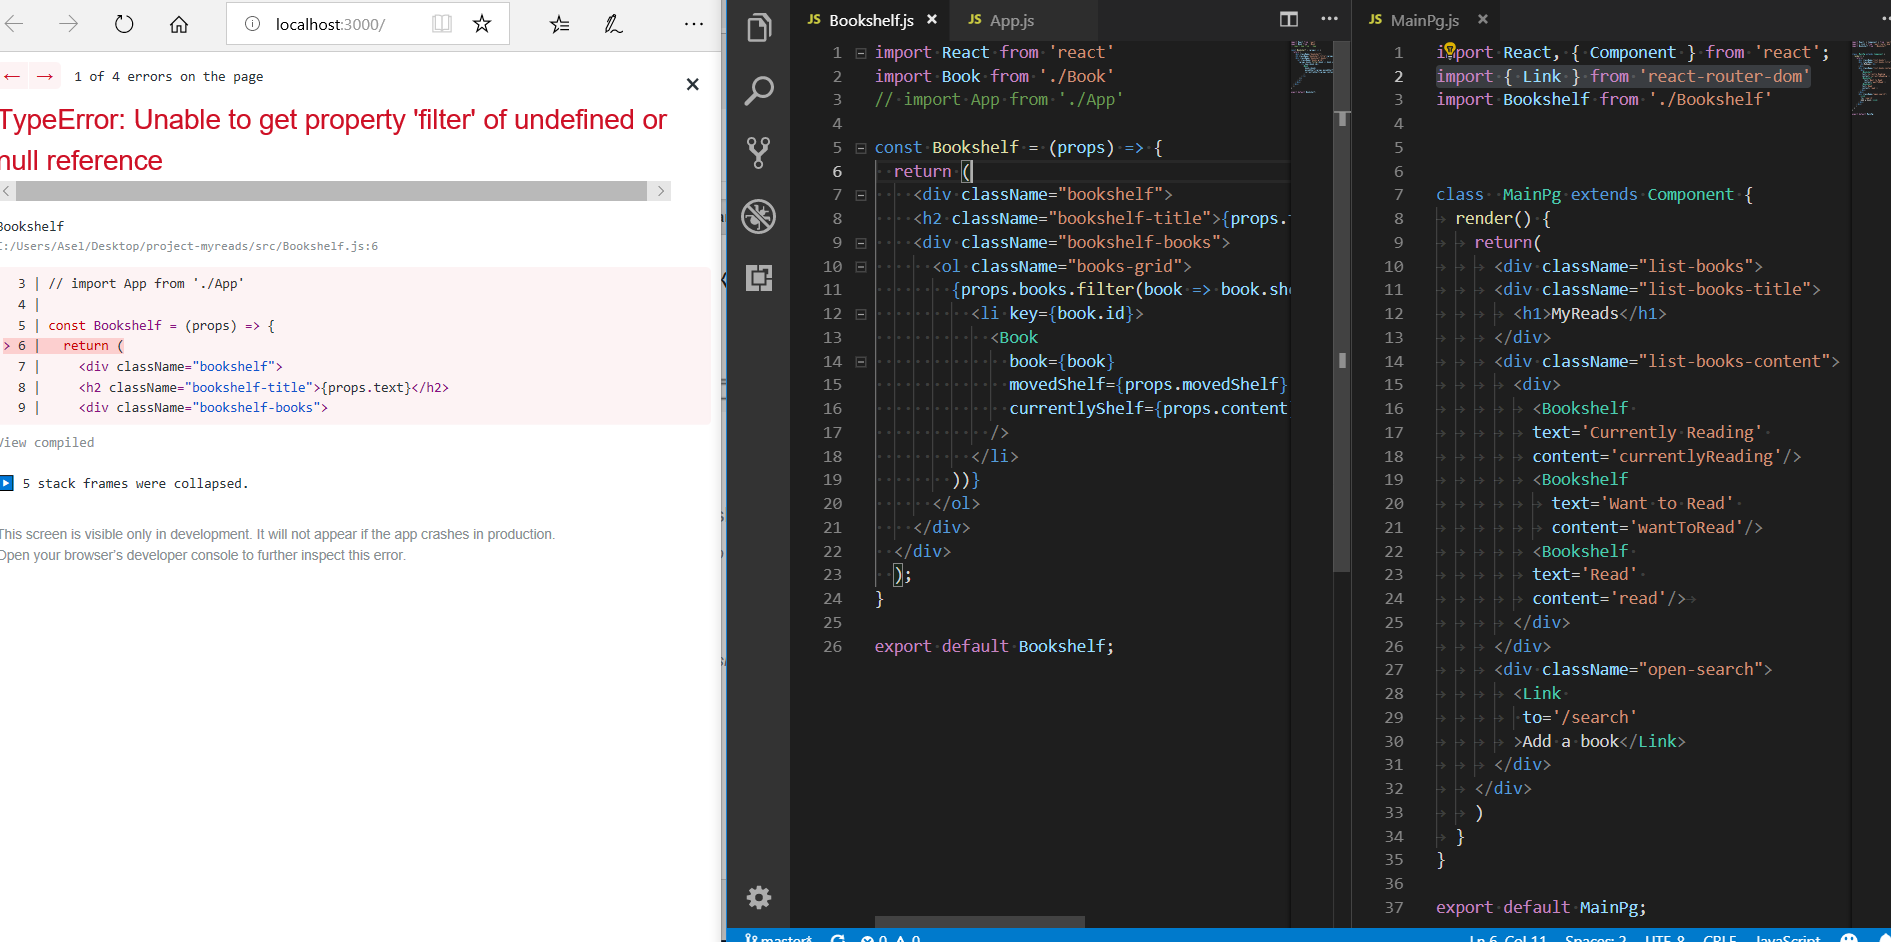 localhost:3000/
1 of 4 errors on the page
TypeError: Unable to get property 'filter' of undefined or
null reference
Bookshelf
C:/Users/Asel/Desktop/project-myreads/src/Bookshelf.js:6
3 | // import App from './App'
4 |
5 | const Bookshelf = (props) => {
> 6 |   return (
7 |     <div className="bookshelf">
8 |     <h2 className="bookshelf-title">{props.text}</h2>
9 |     <div className="bookshelf-books">
View compiled
5 stack frames were collapsed.
This screen is visible only in development. It will not appear if the app crashes in production.
Open your browser's developer console to further inspect this error.
JS Bookshelf.js
JS App.js
1 import React from 'react'
2 import Book from './Book'
3 // import App from './App'
4
5 const Bookshelf = (props) => {
6   return (
7     <div className="bookshelf">
8     <h2 className="bookshelf-title">{props.
9     <div className="bookshelf-books">
10       <ol className="books-grid">
11         {props.books.filter(book => book.sh
12           <li key={book.id}>
13             <Book
14               book={book}
15               movedShelf={props.movedShelf}
16               currentlyShelf={props.content
17             />
18           </li>
19         ))}
20       </ol>
21     </div>
22   </div>
23   );
24 }
25
26 export default Bookshelf;
JS MainPg.js
1 import React, { Component } from 'react';
2 import { Link } from 'react-router-dom'
3 import Bookshelf from './Bookshelf'
4
5
6
7 class  MainPg extends Component {
8   render() {
9     return(
10       <div className="list-books">
11       <div className="list-books-title">
12         <h1>MyReads</h1>
13       </div>
14       <div className="list-books-content">
15         <div>
16           <Bookshelf
17           text='Currently Reading'
18           content='currentlyReading'/>
19           <Bookshelf
20             text='Want to Read'
21             content='wantToRead'/>
22           <Bookshelf
23           text='Read'
24           content='read'/>
25         </div>
26       </div>
27       <div className="open-search">
28         <Link
29          to='/search'
30         >Add a book</Link>
31       </div>
32     </div>
33     )
34   }
35 }
36
37 export default MainPg;
master* 0 0 Ln 6, Col 11 Spaces: 2 UTF-8 CRLF JavaScript